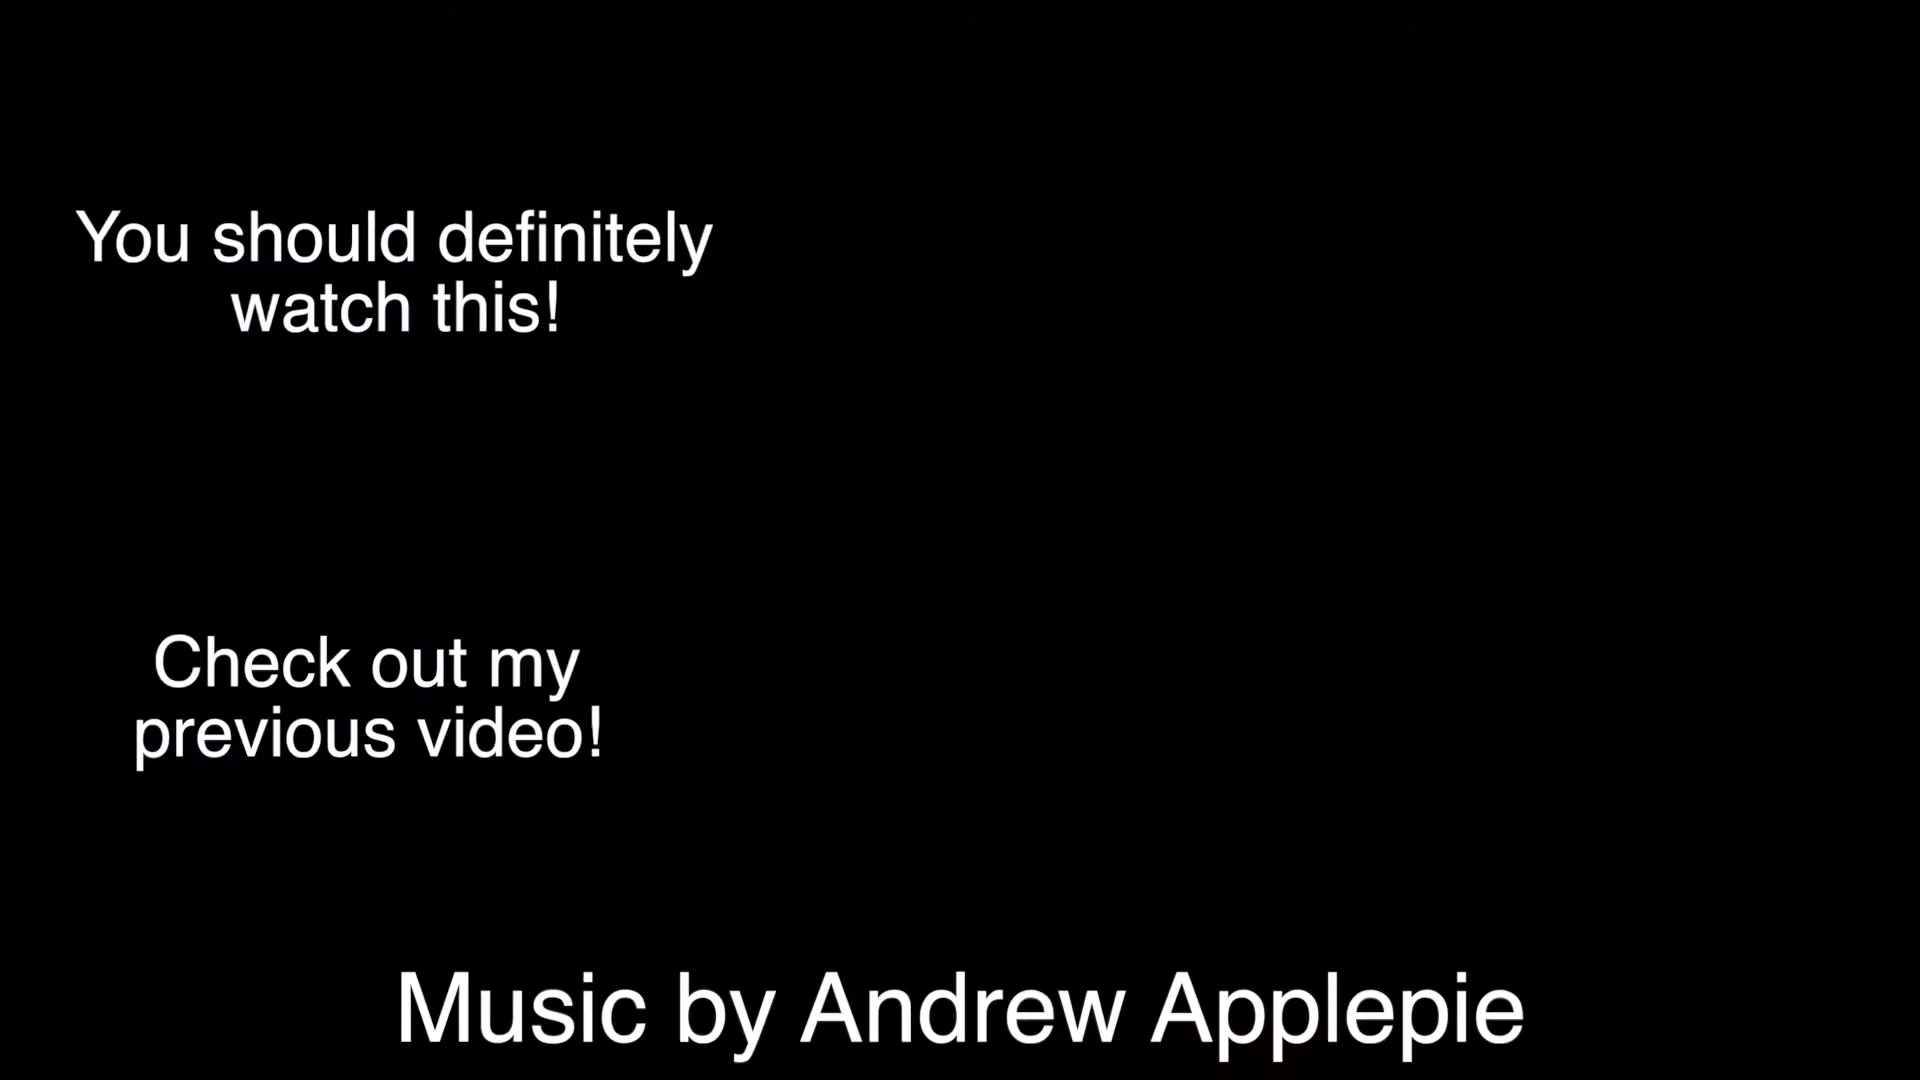 You should definitely
watch this!
Check out my
previous video!
Music by Andrew Applepie